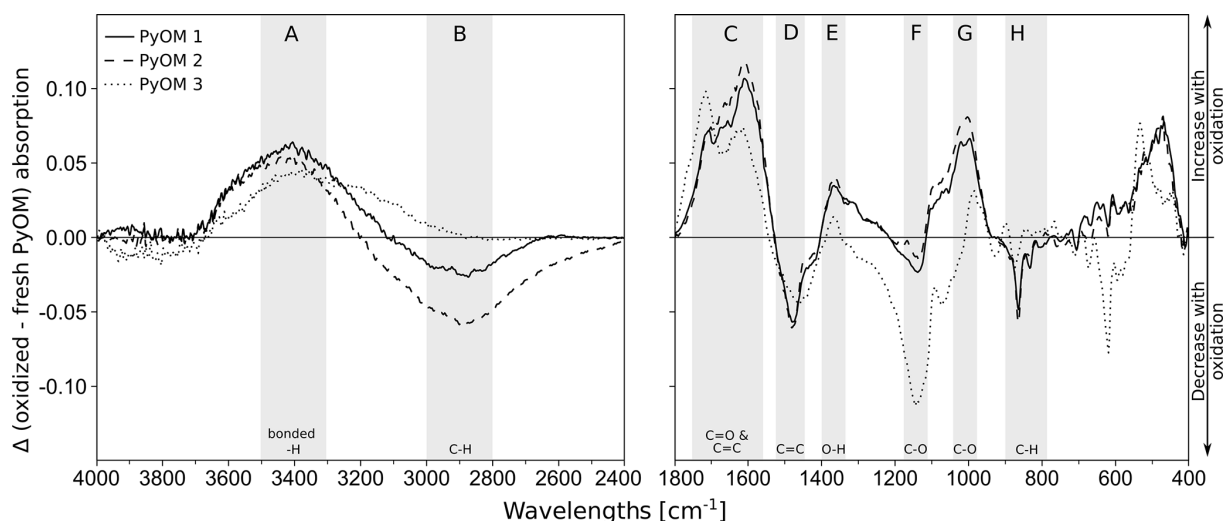 A
B
C
D
E
F
G
H
PyOM 1
PyOM 2
PyOM 3
0.10
0.05
0.00
-0.05
-0.10
Δ (oxidized - fresh PyOM) absorption
Increase with
oxidation
Decrease with
oxidation
bonded
-H
C-H
C=O &
C=C
C=C
O-H
C-O
C-O
C-H
4000
3800
3600
3400
3200
3000
2800
2600
2400
1800
1600
1400
1200
1000
800
600
400
Wavelengths [cm⁻¹]